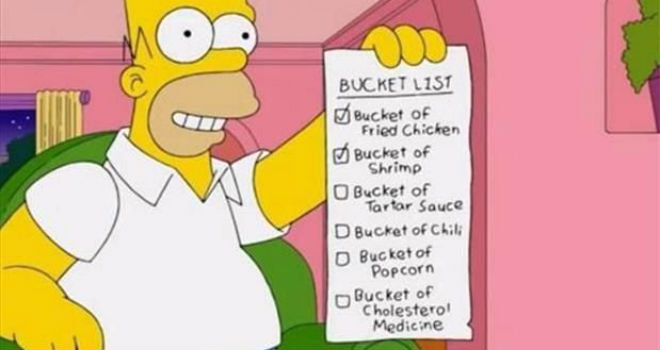 BUCKET LIST
Bucket of
Fried Chicken
Bucket of
Shrimp
Bucket of
Tartar Sauce
Bucket of Chili
Bucket of
Popcorn
Bucket of
Cholesterol
Medicine